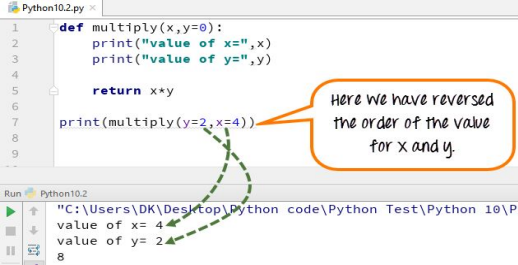 Python10.2.py ×
1 def multiply(x,y=0):
2     print("value of x=",x)
3     print("value of y=",y)
4
5     return x*y
6
7 print(multiply(y=2,x=4))
8
9
Here we have reversed
the order of the value
for x and y.
Run Python10.2
"C:\Users\DK\Desktop\Python code\Python Test\Python 10\P
value of x= 4
value of y= 2
8